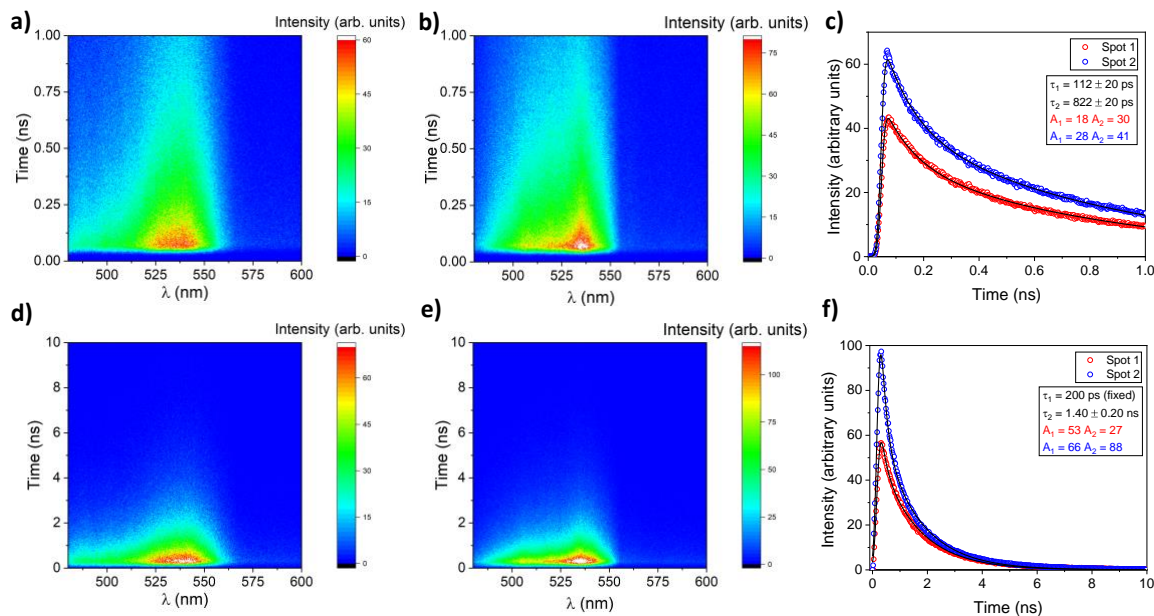 a)
Intensity (arb. units)
1.00
0.75
0.50
0.25
0.00
Time (ns)
500 525 550 575 600
λ (nm)
60
45
30
15
0
b)
Intensity (arb. units)
1.00
0.75
0.50
0.25
0.00
Time (ns)
500 525 550 575 600
λ (nm)
75
60
45
30
15
0
c)
Intensity (arbitrary units)
60
40
20
0
0.0 0.2 0.4 0.6 0.8 1.0
Time (ns)
Spot 1
Spot 2
τ1 = 112 ± 20 ps
τ2 = 822 ± 20 ps
A1 = 18 A2 = 30
A1 = 28 A2 = 41
d)
Intensity (arb. units)
10
8
6
4
2
0
Time (ns)
500 525 550 575 600
λ (nm)
60
45
30
15
0
e)
Intensity (arb. units)
10
8
6
4
2
0
Time (ns)
500 525 550 575 600
λ (nm)
100
75
50
25
0
f)
Intensity (arbitrary units)
100
80
60
40
20
0
0 2 4 6 8 10
Time (ns)
Spot 1
Spot 2
τ1 = 200 ps (fixed)
τ2 = 1.40 ± 0.20 ns
A1 = 53 A2 = 27
A1 = 66 A2 = 88